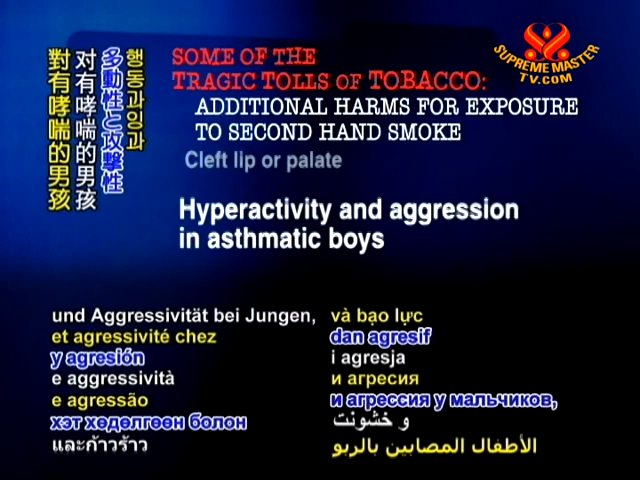 SUPREME MASTER
TV.COM
SOME OF THE
TRAGIC TOLLS OF TOBACCO:
ADDITIONAL HARMS FOR EXPOSURE
TO SECOND HAND SMOKE
Cleft lip or palate
Hyperactivity and aggression
in asthmatic boys
행동과잉과
多動性と攻撃性
对有哮喘的男孩
對有哮喘的男孩
und Aggressivität bei Jungen,
et agressivité chez
y agresión
e aggressività
e agressão
хэт хөдөлгөөн болон
และก้าวร้าว
và bạo lực
dan agresif
i agresja
и агресия
и агрессия у мальчиков,
و خشونت
الأطفال المصابين بالربو